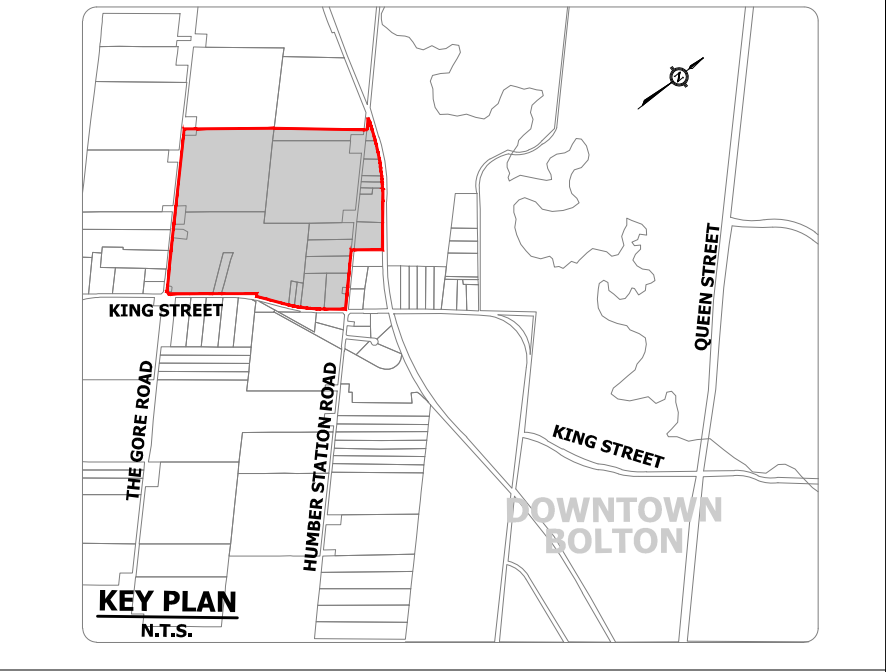 N
QUEEN STREET
KING STREET
THE GORE ROAD
HUMBER STATION ROAD
KING STREET
DOWNTOWN
BOLTON
KEY PLAN
N.T.S.